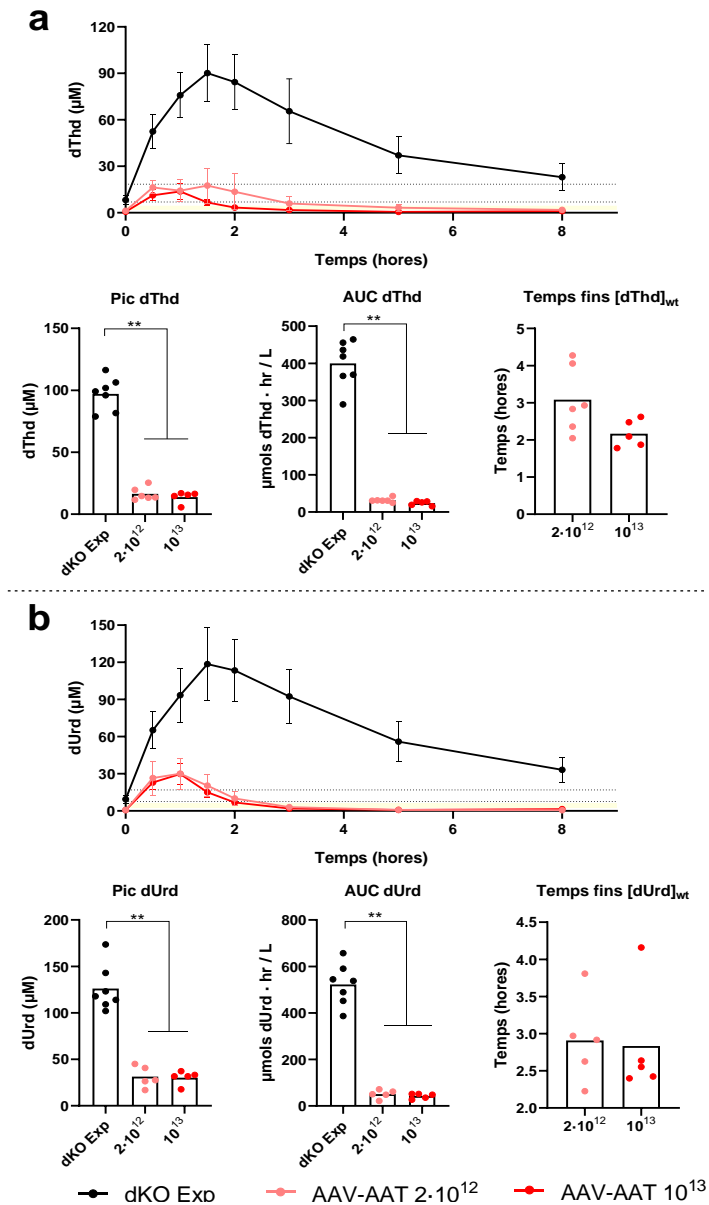 a
dThd (µM)
120
90
60
30
0
0 2 4 6 8
Temps (hores)
Pic dThd
**
dThd (µM)
150
100
50
0
dKO Exp
2·10¹²
10¹³
AUC dThd
**
µmols dThd · hr / L
500
400
300
200
100
0
dKO Exp
2·10¹²
10¹³
Temps fins [dThd]wt
Temps (hores)
5
4
3
2
1
0
2·10¹² 10¹³
b
dUrd (µM)
150
120
90
60
30
0
0 2 4 6 8
Temps (hores)
Pic dUrd
**
dUrd (µM)
200
150
100
50
0
dKO Exp
2·10¹²
10¹³
AUC dUrd
**
µmols dUrd · hr / L
800
600
400
200
0
dKO Exp
2·10¹²
10¹³
Temps fins [dUrd]wt
Temps (hores)
4.5
4.0
3.5
3.0
2.5
2.0
2·10¹² 10¹³
dKO Exp AAV-AAT 2·10¹² AAV-AAT 10¹³